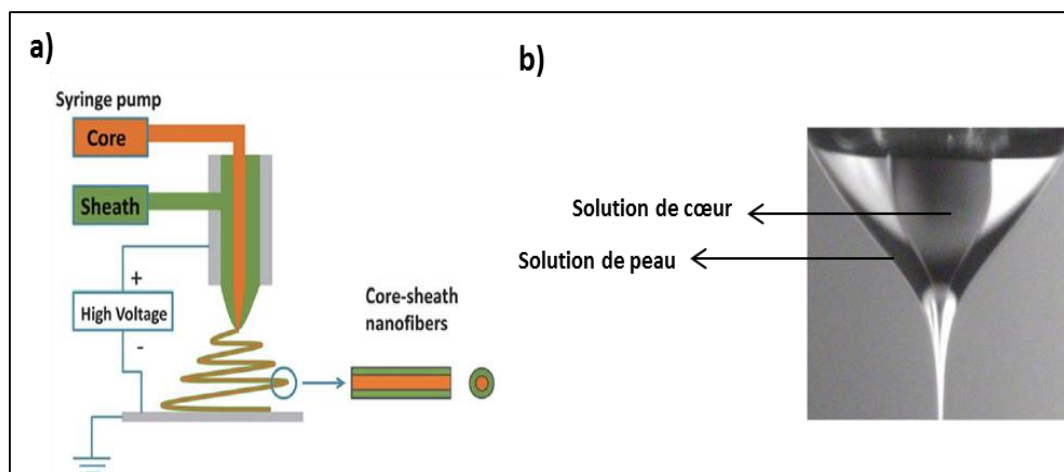 a)
Syringe pump
Core
Sheath
+
High Voltage
-
Core-sheath
nanofibers
b)
Solution de cœur
Solution de peau